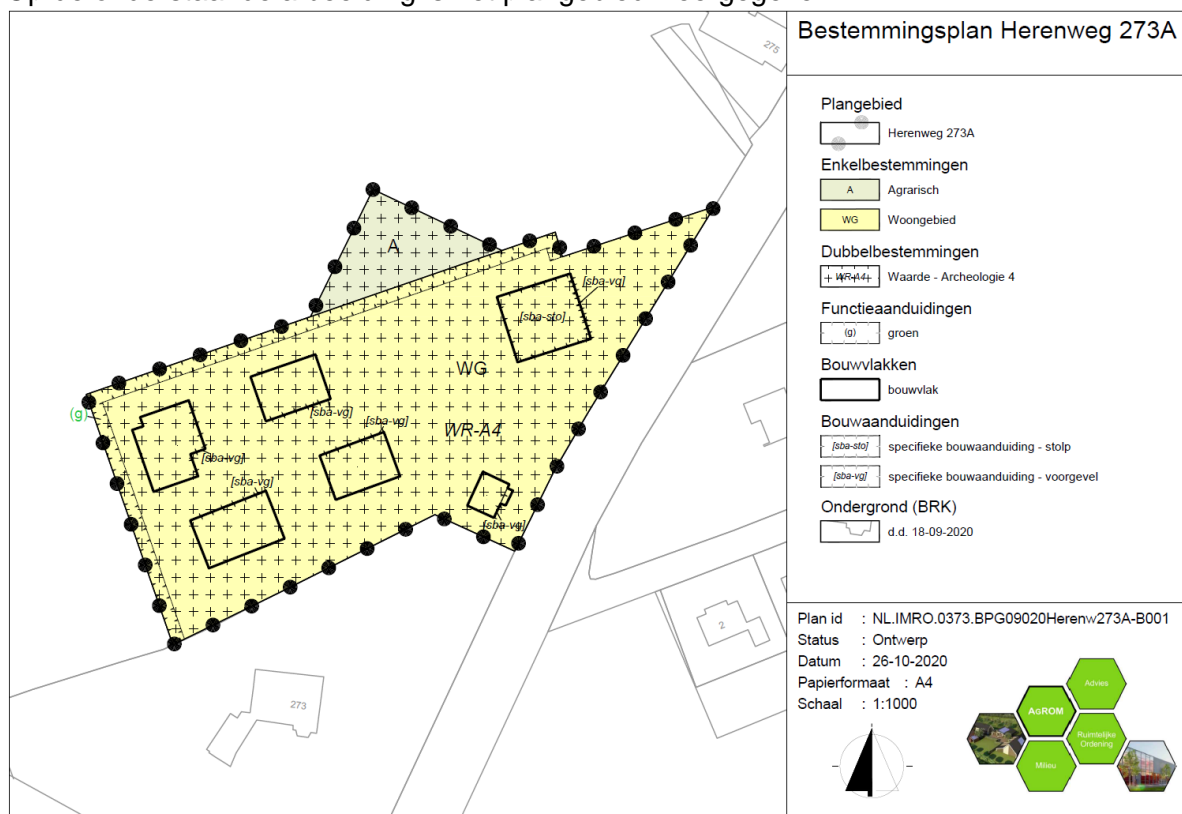 Bestemmingsplan Herenweg 273A
Plangebied
Herenweg 273A
Enkelbestemmingen
A Agrarisch
WG Woongebied
Dubbelbestemmingen
WR-A4 Waarde - Archeologie 4
Functieaanduidingen
(g) groen
Bouwvlakken
bouwvlak
Bouwaanduidingen
[sba-sto] specifieke bouwaanduiding - stolp
[sba-vg] specifieke bouwaanduiding - voorgevel
Ondergrond (BRK)
d.d. 18-09-2020
Plan id : NL.IMRO.0373.BPG09020Herenw273A-B001
Status : Ontwerp
Datum : 26-10-2020
Papierformaat : A4
Schaal : 1:1000
Advies
AGROM
Ruimtelijke
Ordening
Milieu
275
A
[sba-vg]
[sba-sto]
WG
[sba-vg]
[sba-vg]
(g)
WR-A4
[sba-vg]
[sba-vg]
[sba-vg]
2
273